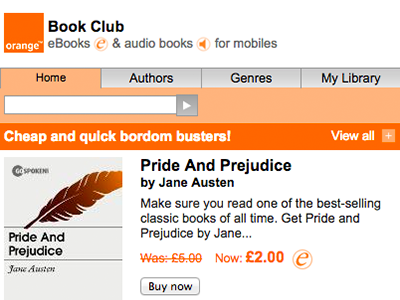 orange™
Book Club
eBooks e & audio books for mobiles
Home Authors Genres My Library
Cheap and quick bordom busters! View all +
GO SPOKEN!
Pride And
Prejudice
Jane Austen
Pride And Prejudice
by Jane Austen
Make sure you read one of the best-selling
classic books of all time. Get Pride and
Prejudice by Jane...
Was: £5.00 Now: £2.00 e
Buy now